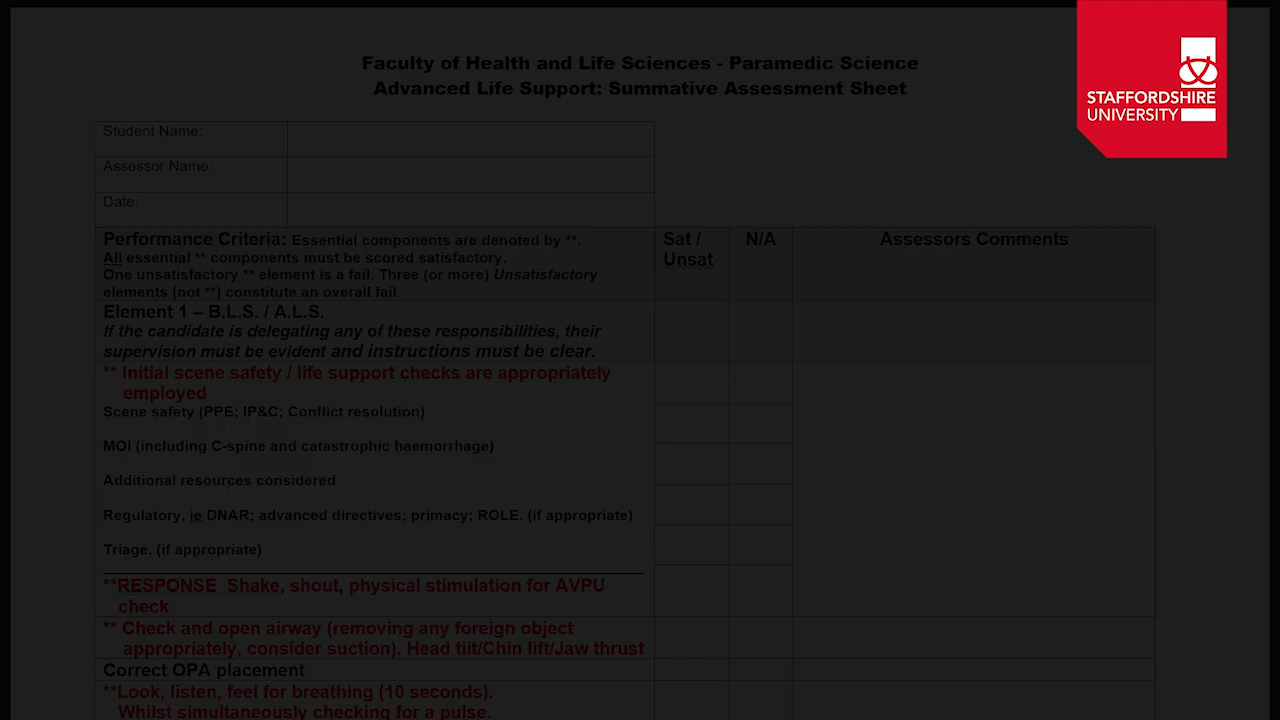 Faculty of Health and Life Sciences - Paramedic Science
Advanced Life Support: Summative Assessment Sheet
STAFFORDSHIRE
UNIVERSITY
Student Name:
Assessor Name:
Date:
Performance Criteria: Essential components are denoted by **.
All essential ** components must be scored satisfactory.
One unsatisfactory ** element is a fail. Three (or more) Unsatisfactory
elements (not **) constitute an overall fail
Sat /
Unsat
N/A
Assessors Comments
Element 1 – B.L.S. / A.L.S.
If the candidate is delegating any of these responsibilities, their
supervision must be evident and instructions must be clear.
** Initial scene safety / life support checks are appropriately
employed
Scene safety (PPE; IP&C; Conflict resolution)
MOI (including C-spine and catastrophic haemorrhage)
Additional resources considered
Regulatory, ie DNAR; advanced directives; primacy; ROLE. (if appropriate)
Triage. (if appropriate)
**RESPONSE  Shake, shout, physical stimulation for AVPU
check
** Check and open airway (removing any foreign object
appropriately, consider suction). Head tilt/Chin lift/Jaw thrust
Correct OPA placement
**Look, listen, feel for breathing (10 seconds).
Whilst simultaneously checking for a pulse.